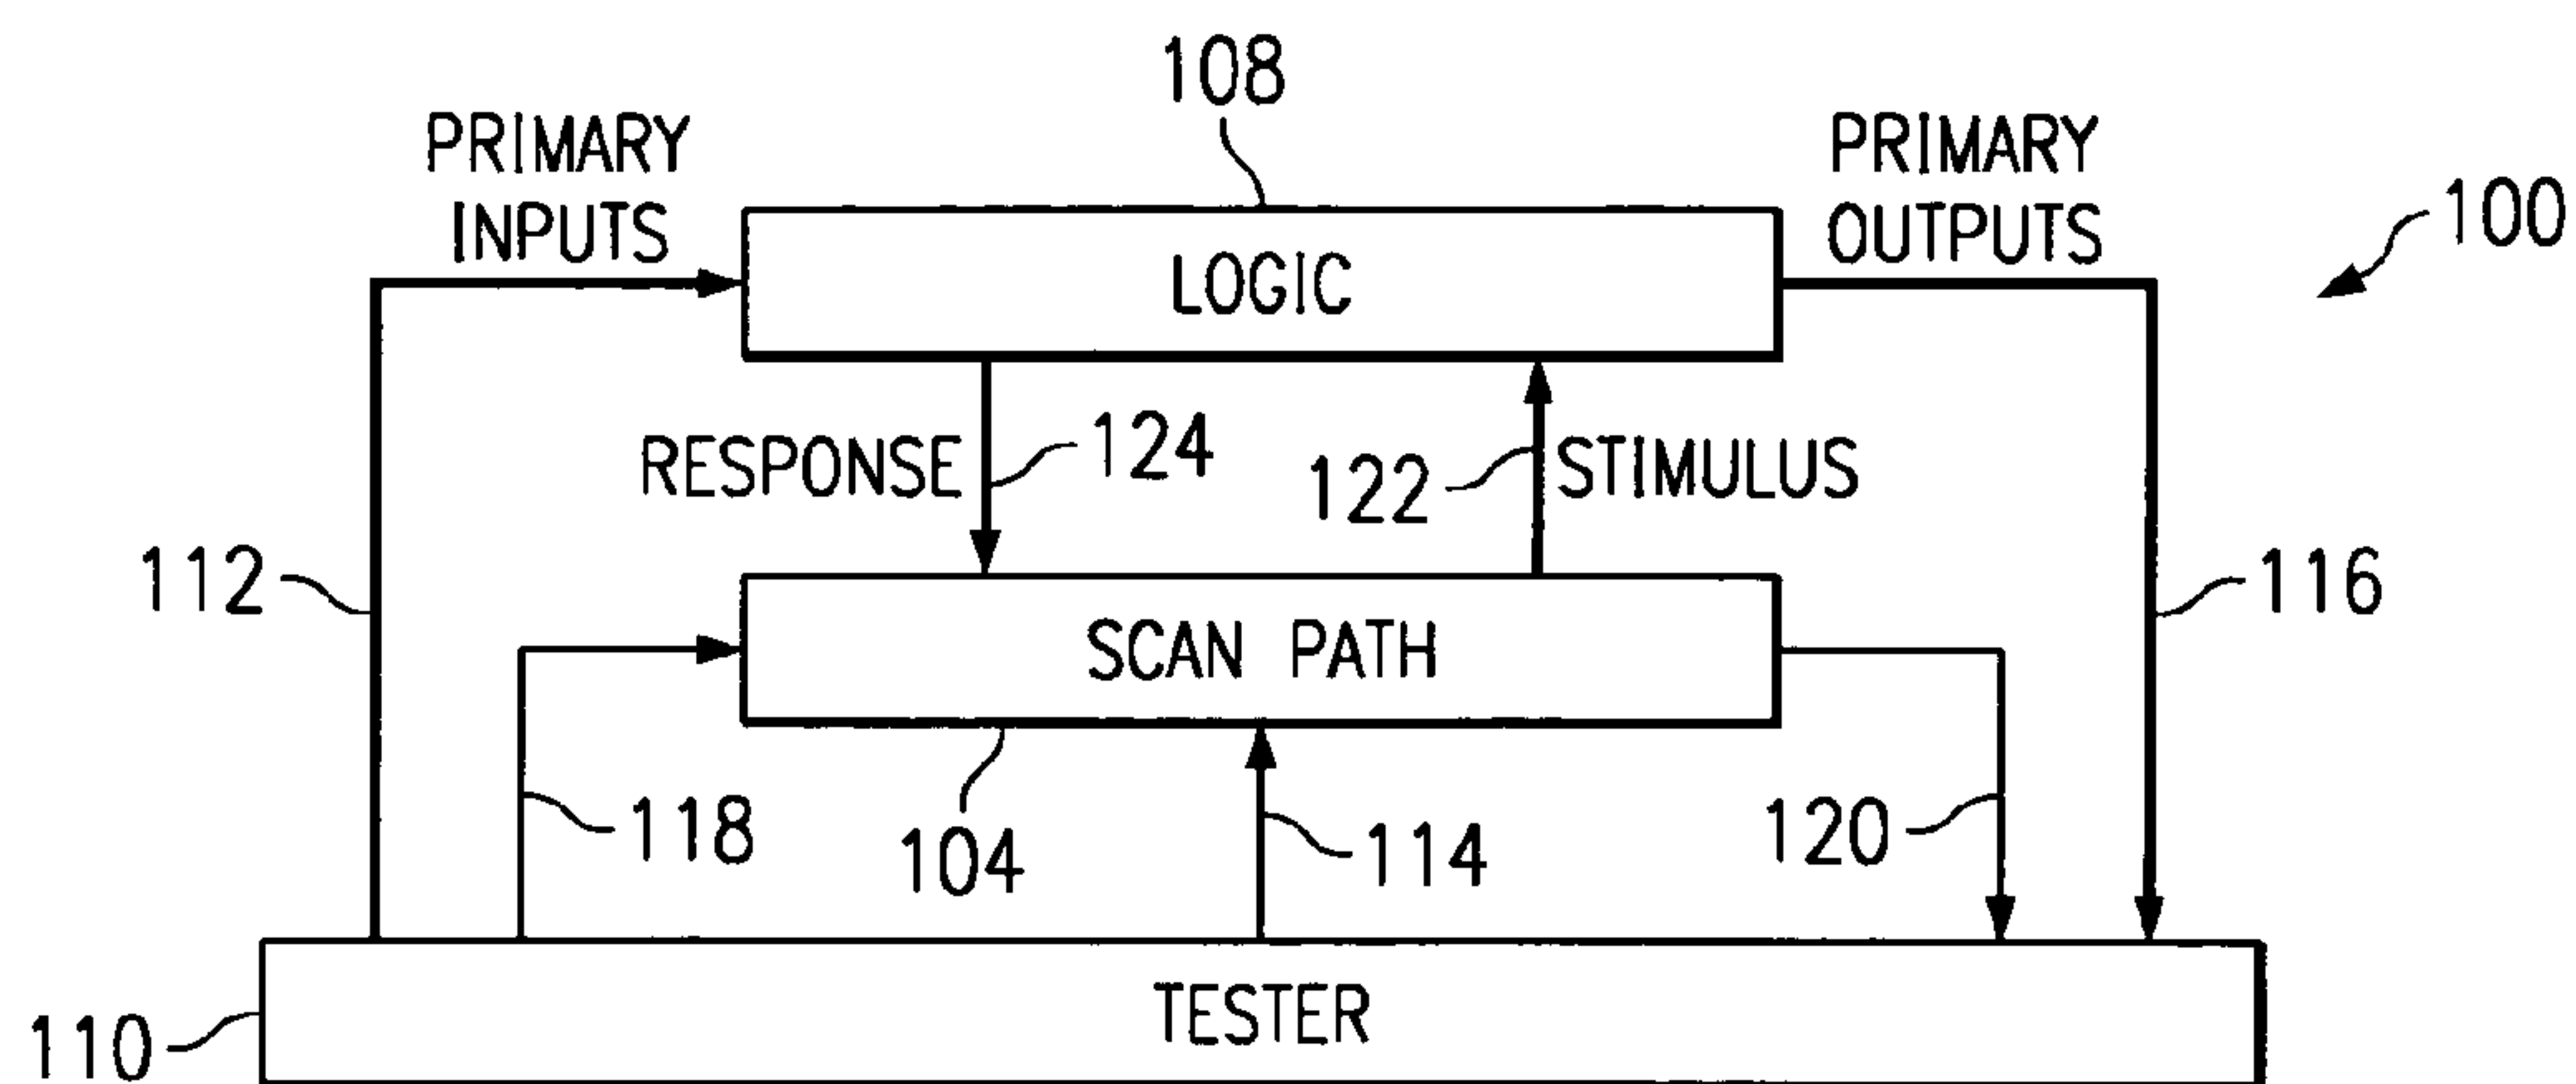 108
PRIMARY
INPUTS
PRIMARY
OUTPUTS
100
LOGIC
RESPONSE
124
122
STIMULUS
112
116
SCAN PATH
118
104
114
120
TESTER
110